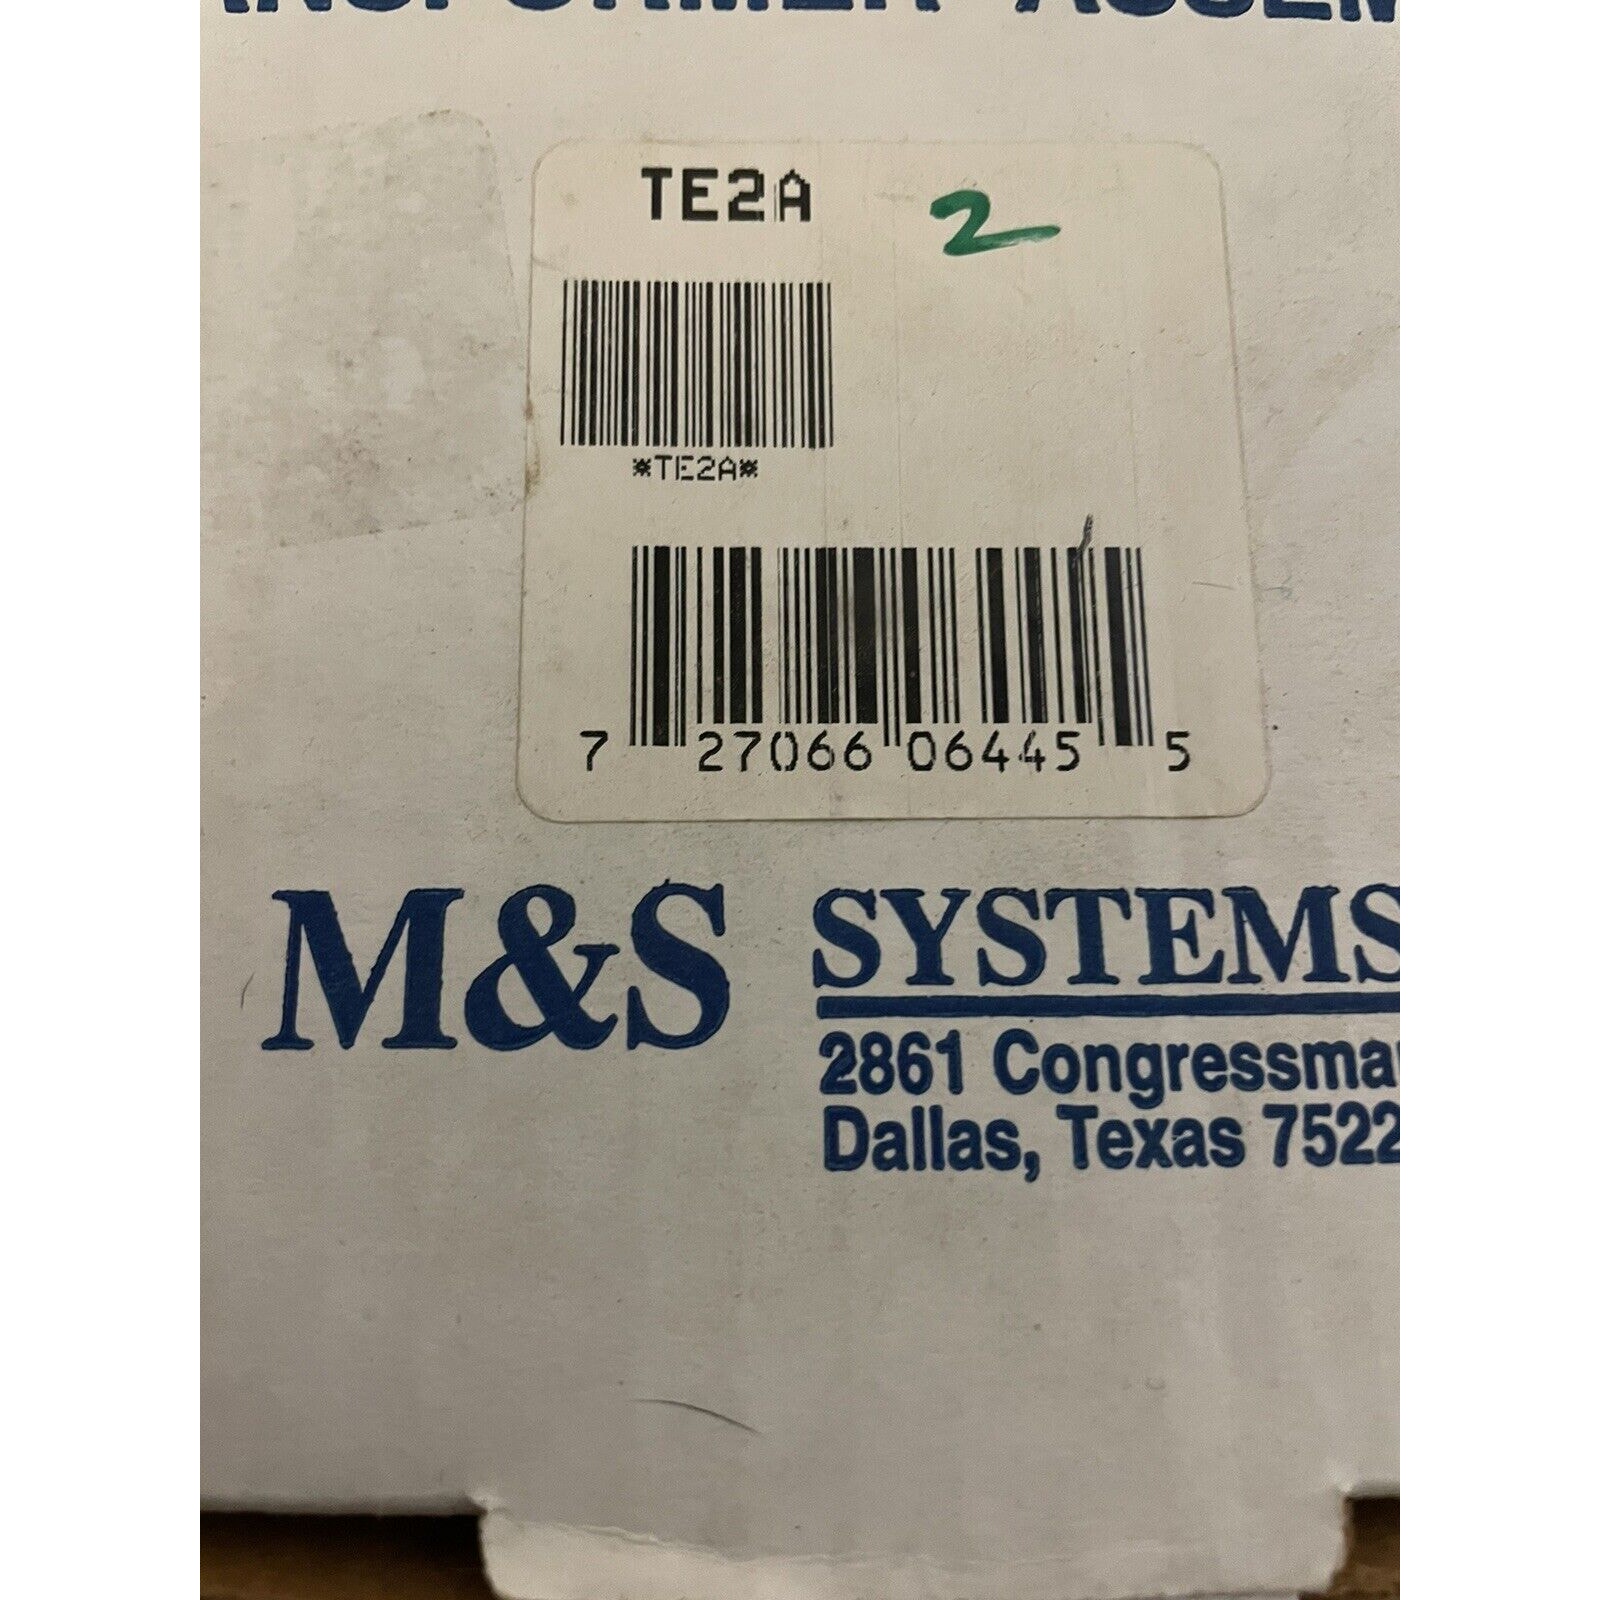 TE2A 2
*TE2A*
7 27066 06445 5
M&S SYSTEMS
2861 Congressma
Dallas, Texas 7522